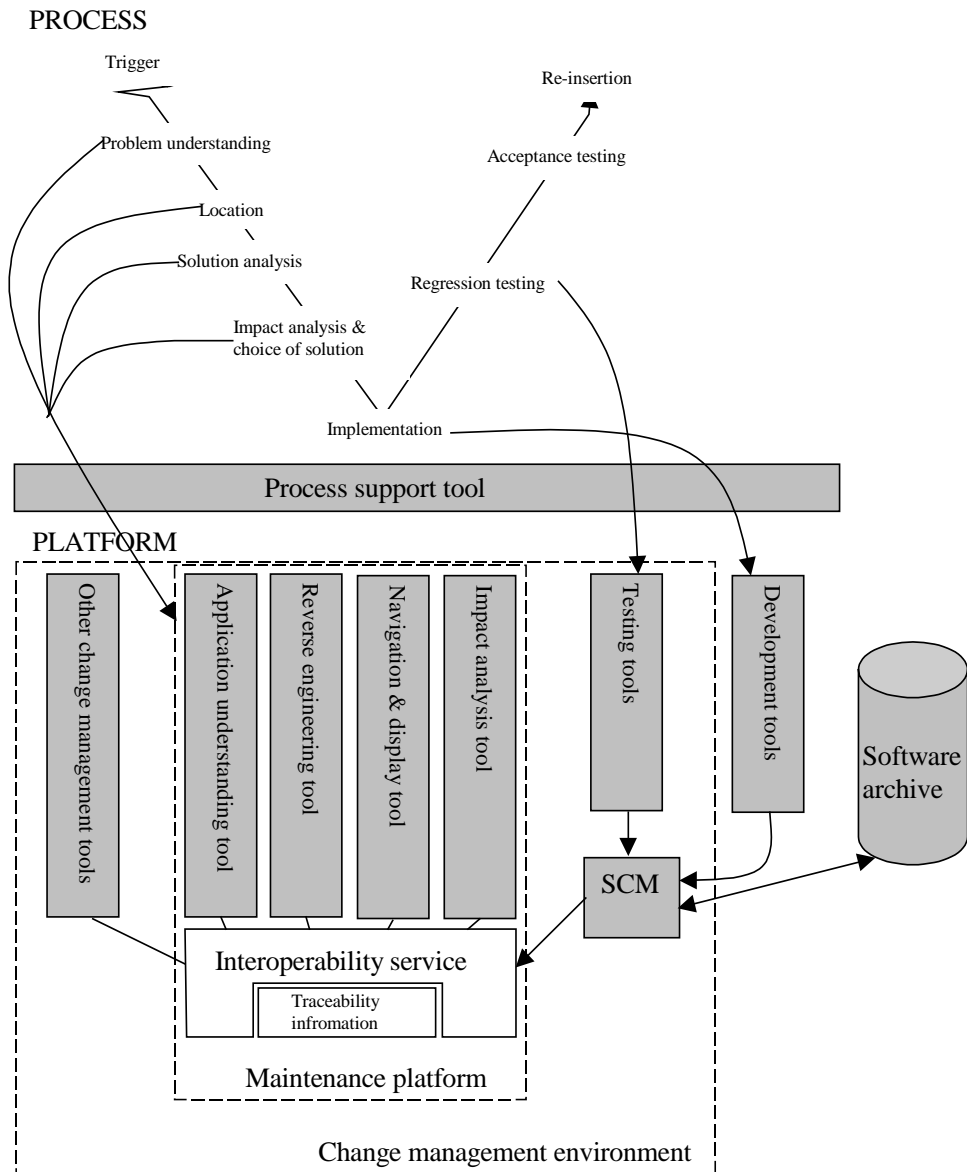 PROCESS
Trigger
Re-insertion
Problem understanding
Acceptance testing
Location
Solution analysis
Regression testing
Impact analysis &
choice of solution
Implementation
Process support tool
PLATFORM
Other change management tools
Application understanding tool
Reverse engineering tool
Navigation & display tool
Impact analysis tool
Testing tools
Development tools
Software
archive
SCM
Interoperability service
Traceability
infromation
Maintenance platform
Change management environment